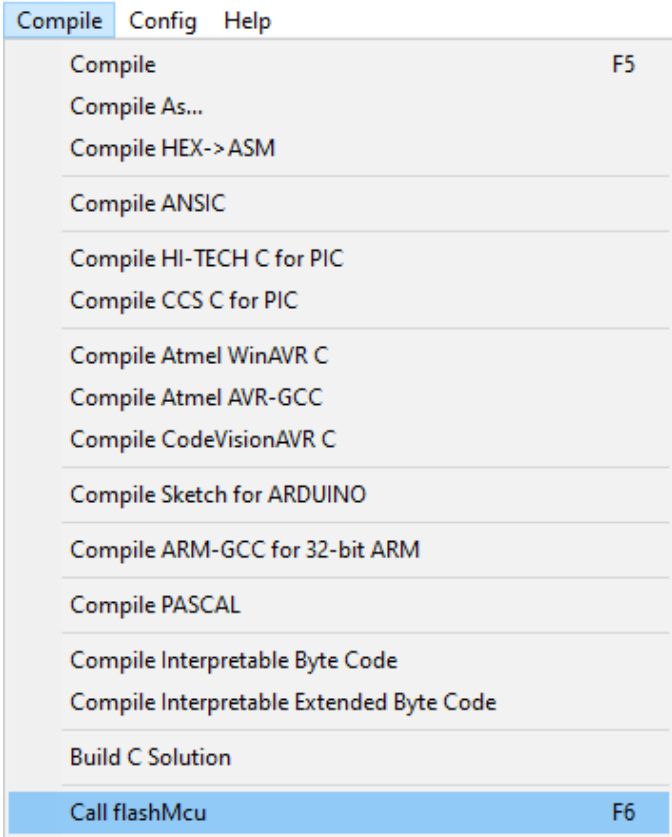 Compile Config Help
Compile F5
Compile As...
Compile HEX->ASM
Compile ANSIC
Compile HI-TECH C for PIC
Compile CCS C for PIC
Compile Atmel WinAVR C
Compile Atmel AVR-GCC
Compile CodeVisionAVR C
Compile Sketch for ARDUINO
Compile ARM-GCC for 32-bit ARM
Compile PASCAL
Compile Interpretable Byte Code
Compile Interpretable Extended Byte Code
Build C Solution
Call flashMcu F6